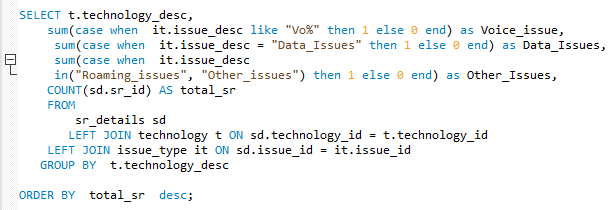 SELECT t.technology_desc,
sum(case when it.issue_desc like "Vo%" then 1 else 0 end) as Voice_issue,
sum(case when it.issue_desc = "Data_Issues" then 1 else 0 end) as Data_Issues,
sum(case when it.issue_desc
in("Roaming_issues", "Other_issues") then 1 else 0 end) as Other_Issues,
COUNT(sd.sr_id) AS total_sr
FROM
sr_details sd
LEFT JOIN technology t ON sd.technology_id = t.technology_id
LEFT JOIN issue_type it ON sd.issue_id = it.issue_id
GROUP BY t.technology_desc
ORDER BY total_sr desc;